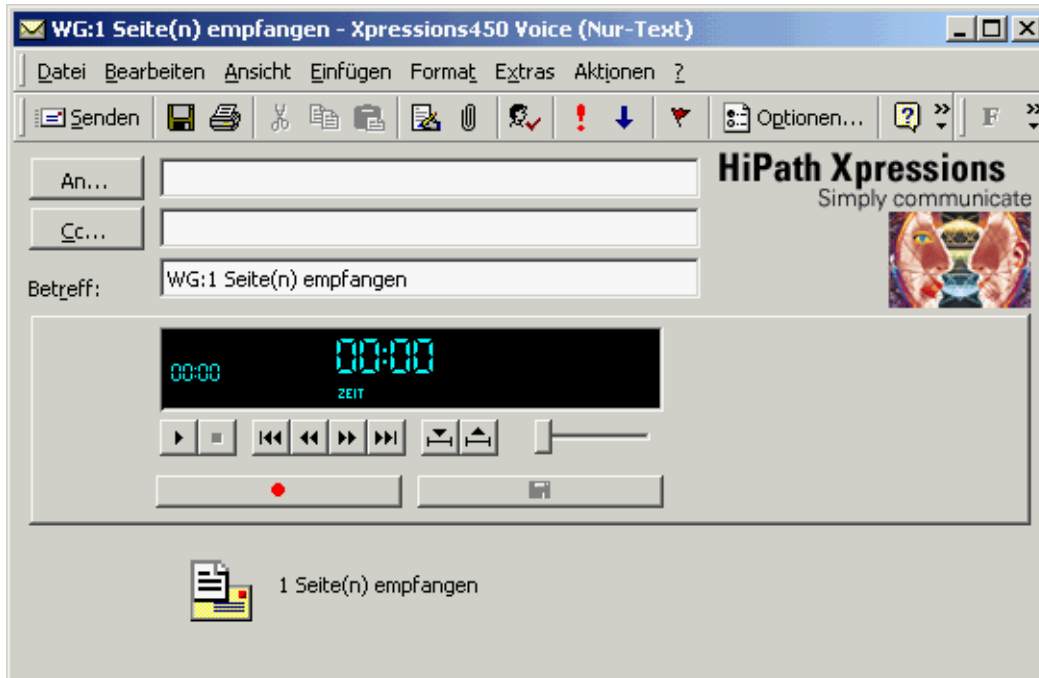 WG:1 Seite(n) empfangen - Xpressions450 Voice (Nur-Text)
Datei Bearbeiten Ansicht Einfügen Format Extras Aktionen ?
Senden Optionen... F
An...
HiPath Xpressions
Simply communicate
Cc...
Betreff: WG:1 Seite(n) empfangen
00:00 00:00
ZEIT
1 Seite(n) empfangen